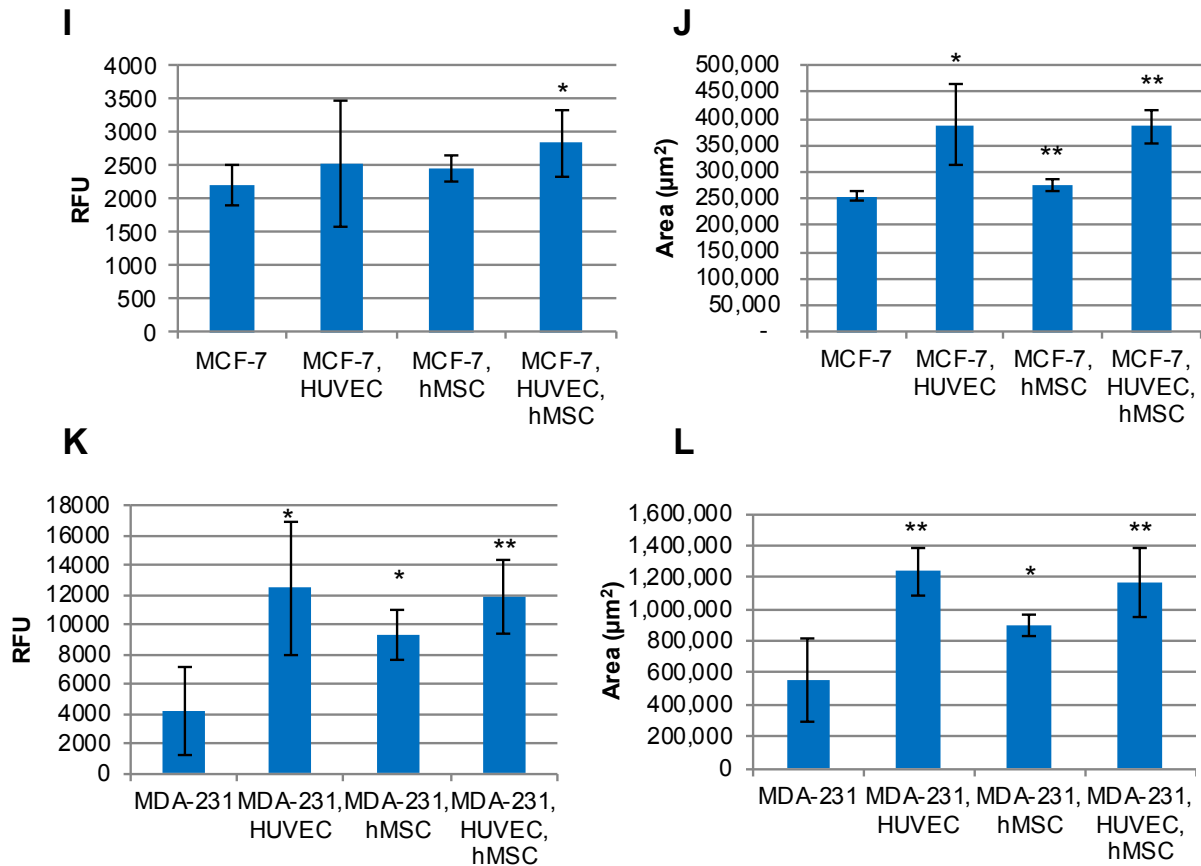 I
4000
3500
3000
2500
2000
1500
1000
500
0
RFU
*
MCF-7
MCF-7,
HUVEC
MCF-7,
hMSC
MCF-7,
HUVEC,
hMSC
J
500,000
450,000
400,000
350,000
300,000
250,000
200,000
150,000
100,000
50,000
-
Area (µm²)
*
**
**
MCF-7
MCF-7,
HUVEC
MCF-7,
hMSC
MCF-7,
HUVEC,
hMSC
K
18000
16000
14000
12000
10000
8000
6000
4000
2000
0
RFU
*
*
**
MDA-231
MDA-231,
HUVEC
MDA-231,
hMSC
MDA-231,
HUVEC,
hMSC
L
1,600,000
1,400,000
1,200,000
1,000,000
800,000
600,000
400,000
200,000
0
Area (µm²)
**
*
**
MDA-231
MDA-231,
HUVEC
MDA-231,
hMSC
MDA-231,
HUVEC,
hMSC